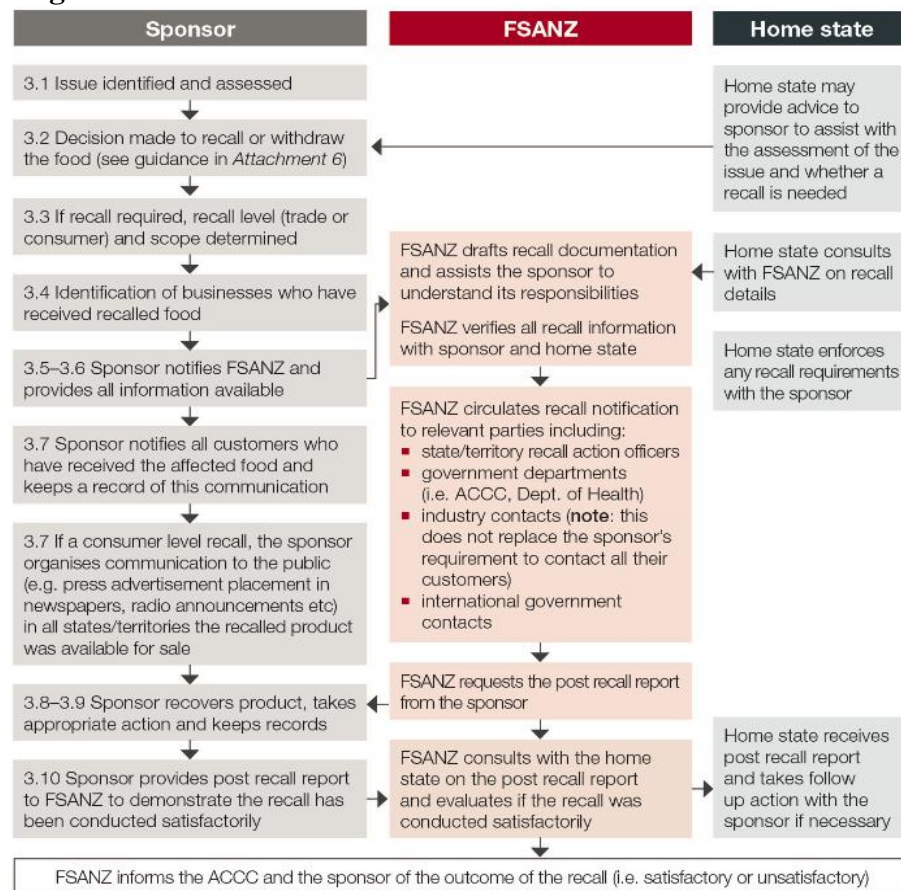 Sponsor
3.1 Issue identified and assessed
3.2 Decision made to recall or withdraw
the food (see guidance in Attachment 6)
3.3 If recall required, recall level (trade or
consumer) and scope determined
3.4 Identification of businesses who have
received recalled food
3.5–3.6 Sponsor notifies FSANZ and
provides all information available
3.7 Sponsor notifies all customers who
have received the affected food and
keeps a record of this communication
3.7 If a consumer level recall, the sponsor
organises communication to the public
(e.g. press advertisement placement in
newspapers, radio announcements etc)
in all states/territories the recalled product
was available for sale
3.8–3.9 Sponsor recovers product, takes
appropriate action and keeps records
3.10 Sponsor provides post recall report
to FSANZ to demonstrate the recall has
been conducted satisfactorily
FSANZ
FSANZ drafts recall documentation
and assists the sponsor to
understand its responsibilities
FSANZ verifies all recall information
with sponsor and home state
FSANZ circulates recall notification
to relevant parties including:
▪ state/territory recall action officers
▪ government departments
(i.e. ACCC, Dept. of Health)
▪ industry contacts (note: this
does not replace the sponsor's
requirement to contact all their
customers)
▪ international government
contacts
FSANZ requests the post recall report
from the sponsor
FSANZ consults with the home
state on the post recall report
and evaluates if the recall was
conducted satisfactorily
Home state
Home state may
provide advice to
sponsor to assist with
the assessment of the
issue and whether a
recall is needed
Home state consults
with FSANZ on recall
details
Home state enforces
any recall requirements
with the sponsor
Home state receives
post recall report
and takes follow
up action with the
sponsor if necessary
FSANZ informs the ACCC and the sponsor of the outcome of the recall (i.e. satisfactory or unsatisfactory)